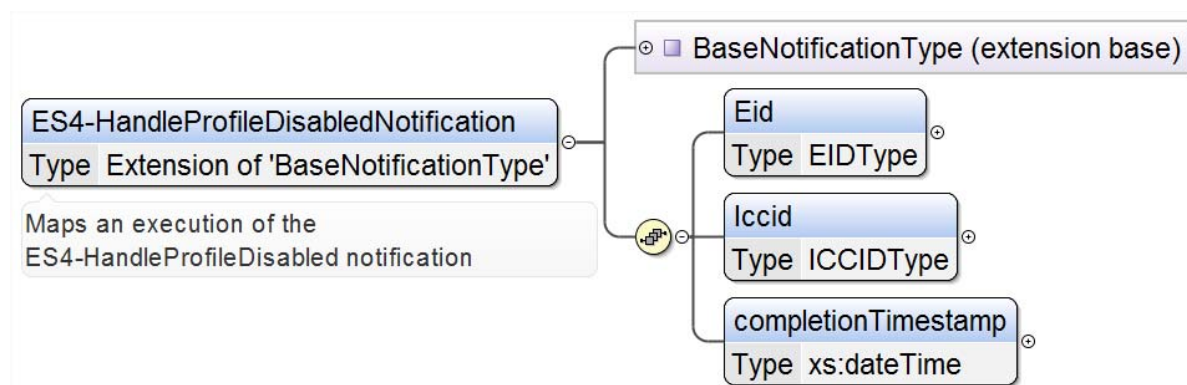 BaseNotificationType (extension base)
ES4-HandleProfileDisabledNotification
Type Extension of 'BaseNotificationType'
Maps an execution of the
ES4-HandleProfileDisabled notification
Eid
Type EIDType
Iccid
Type ICCIDType
completionTimestamp
Type xs:dateTime